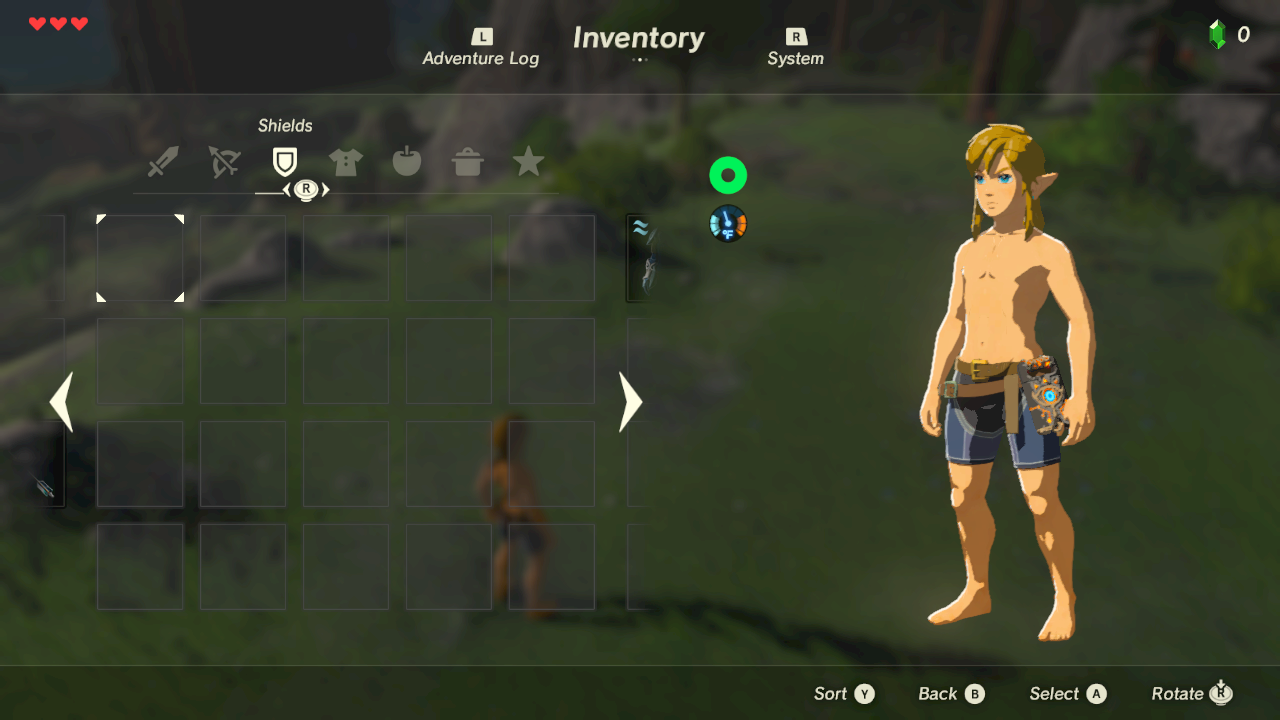 L
R
Inventory
Adventure Log
System
0
Shields
R
°F
Sort Y
Back B
Select A
Rotate R